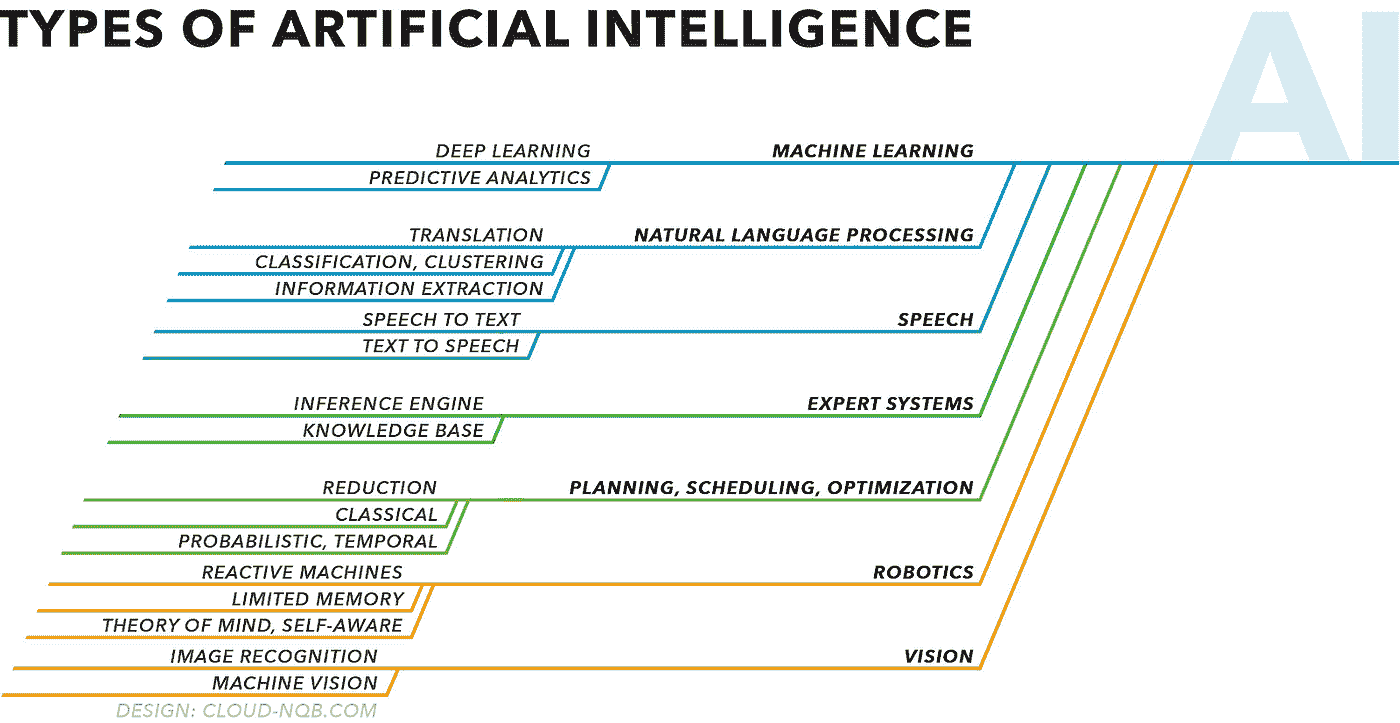 TYPES OF ARTIFICIAL INTELLIGENCE
AI
DEEP LEARNING MACHINE LEARNING
PREDICTIVE ANALYTICS
TRANSLATION NATURAL LANGUAGE PROCESSING
CLASSIFICATION, CLUSTERING
INFORMATION EXTRACTION
SPEECH TO TEXT SPEECH
TEXT TO SPEECH
INFERENCE ENGINE EXPERT SYSTEMS
KNOWLEDGE BASE
REDUCTION PLANNING, SCHEDULING, OPTIMIZATION
CLASSICAL
PROBABILISTIC, TEMPORAL
REACTIVE MACHINES ROBOTICS
LIMITED MEMORY
THEORY OF MIND, SELF-AWARE
IMAGE RECOGNITION VISION
MACHINE VISION
DESIGN: CLOUD-NQB.COM